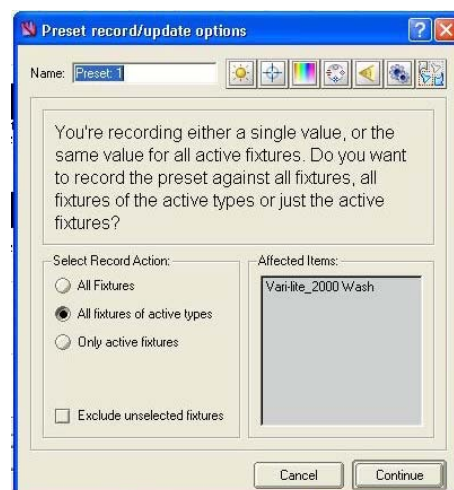 Preset record/update options
Name: Preset: 1
You're recording either a single value, or the
same value for all active fixtures. Do you want
to record the preset against all fixtures, all
fixtures of the active types or just the active
fixtures?
Select Record Action:
All Fixtures
All fixtures of active types
Only active fixtures
Exclude unselected fixtures
Affected Items:
Vari-lite_2000 Wash
Cancel Continue